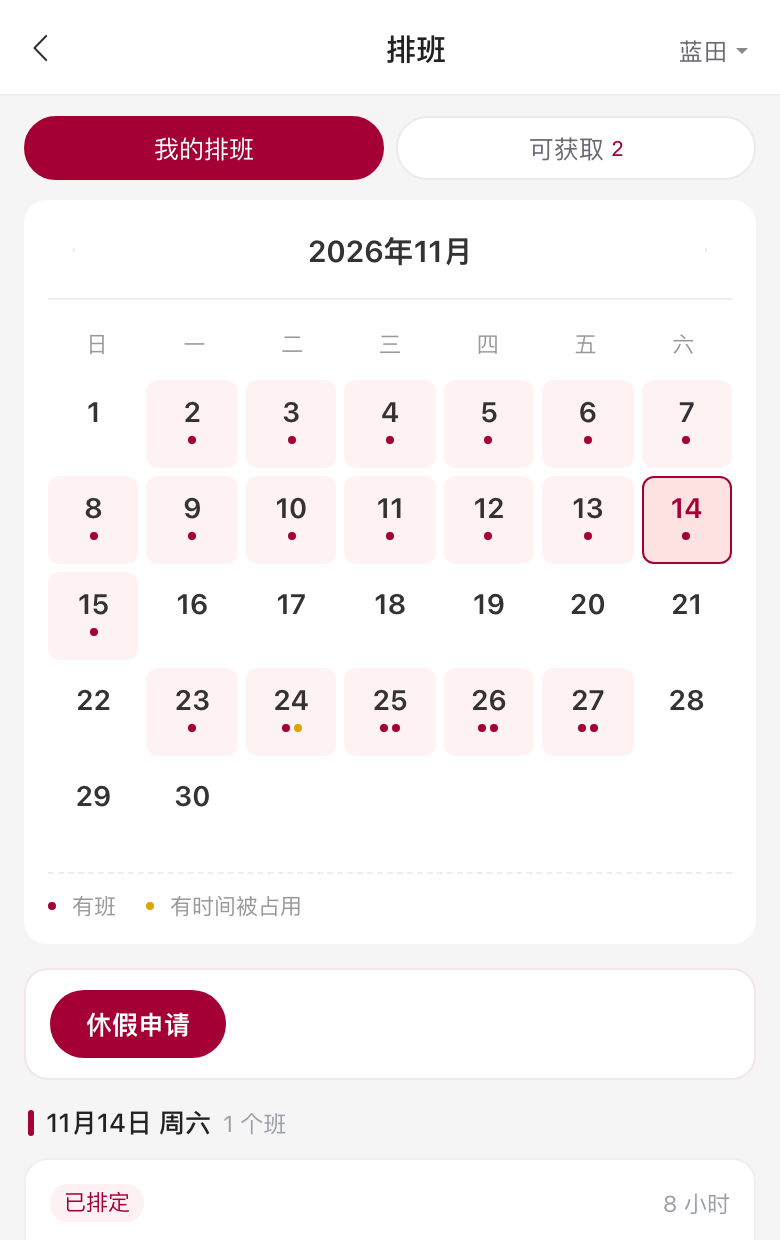 排班
蓝田
我的排班
可获取 2
2026年11月
日 一 二 三 四 五 六
1 2 3 4 5 6 7
8 9 10 11 12 13 14
15 16 17 18 19 20 21
22 23 24 25 26 27 28
29 30
有班 有时间被占用
休假申请
11月14日 周六 1 个班
已排定 8 小时